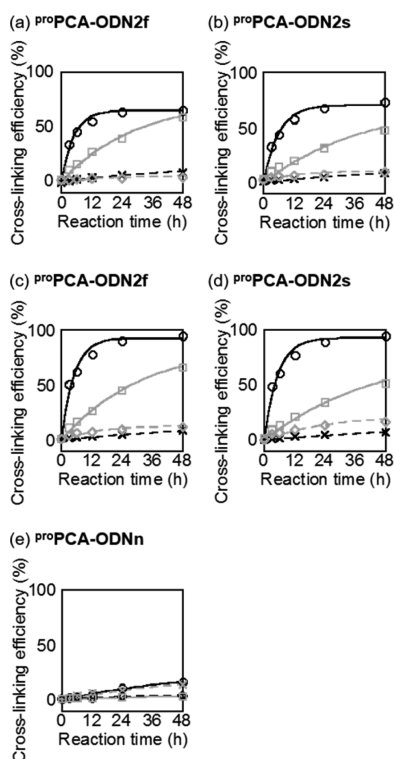 (a) proPCA-ODN2f
(b) proPCA-ODN2s
Cross-linking efficiency (%)
100
50
0
0 12 24 36 48
Reaction time (h)
Cross-linking efficiency (%)
100
50
0
0 12 24 36 48
Reaction time (h)
(c) proPCA-ODN2f
(d) proPCA-ODN2s
Cross-linking efficiency (%)
100
50
0
0 12 24 36 48
Reaction time (h)
Cross-linking efficiency (%)
100
50
0
0 12 24 36 48
Reaction time (h)
(e) proPCA-ODNn
Cross-linking efficiency (%)
100
50
0
0 12 24 36 48
Reaction time (h)